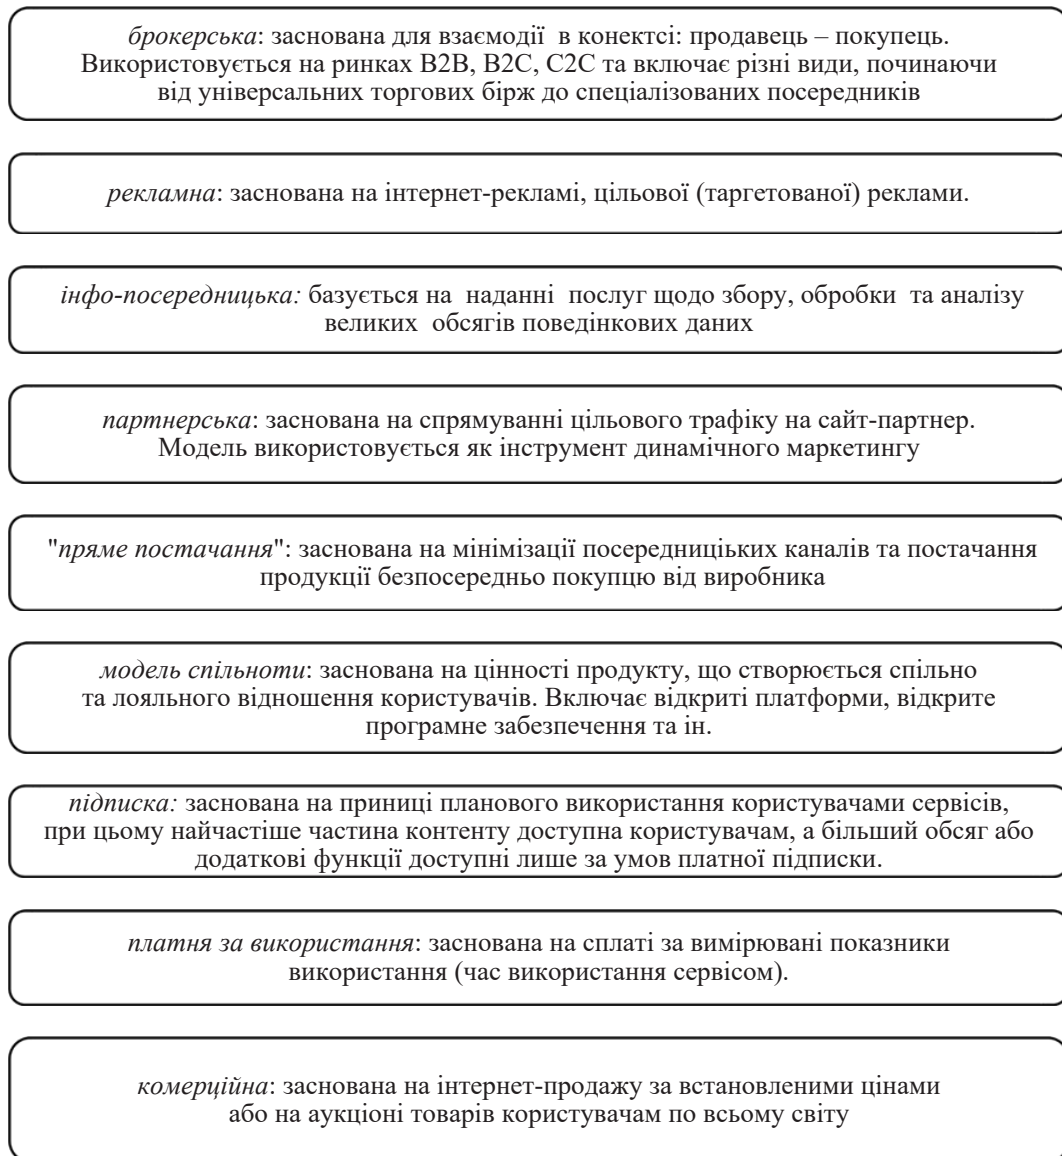 брокерська: заснована для взаємодії в конектсі: продавець – покупець.
Використовується на ринках B2B, B2C, C2C та включає різні види, починаючи
від універсальних торгових бірж до спеціалізованих посередників
рекламна: заснована на інтернет-рекламі, цільової (таргетованої) реклами.
інфо-посередницька: базується на наданні послуг щодо збору, обробки та аналізу
великих обсягів поведінкових даних
партнерська: заснована на спрямуванні цільового трафіку на сайт-партнер.
Модель використовується як інструмент динамічного маркетингу
"пряме постачання": заснована на мінімізації посередниціьких каналів та постачання
продукції безпосередньо покупцю від виробника
модель спільноти: заснована на цінності продукту, що створюється спільно
та лояльного відношення користувачів. Включає відкриті платформи, відкрите
програмне забезпечення та ін.
підписка: заснована на приниці планового використання користувачами сервісів,
при цьому найчастіше частина контенту доступна користувачам, а більший обсяг або
додаткові функції доступні лише за умов платної підписки.
платня за використання: заснована на сплаті за вимірювані показники
використання (час використання сервісом).
комерційна: заснована на інтернет-продажу за встановленими цінами
або на аукціоні товарів користувачам по всьому світу